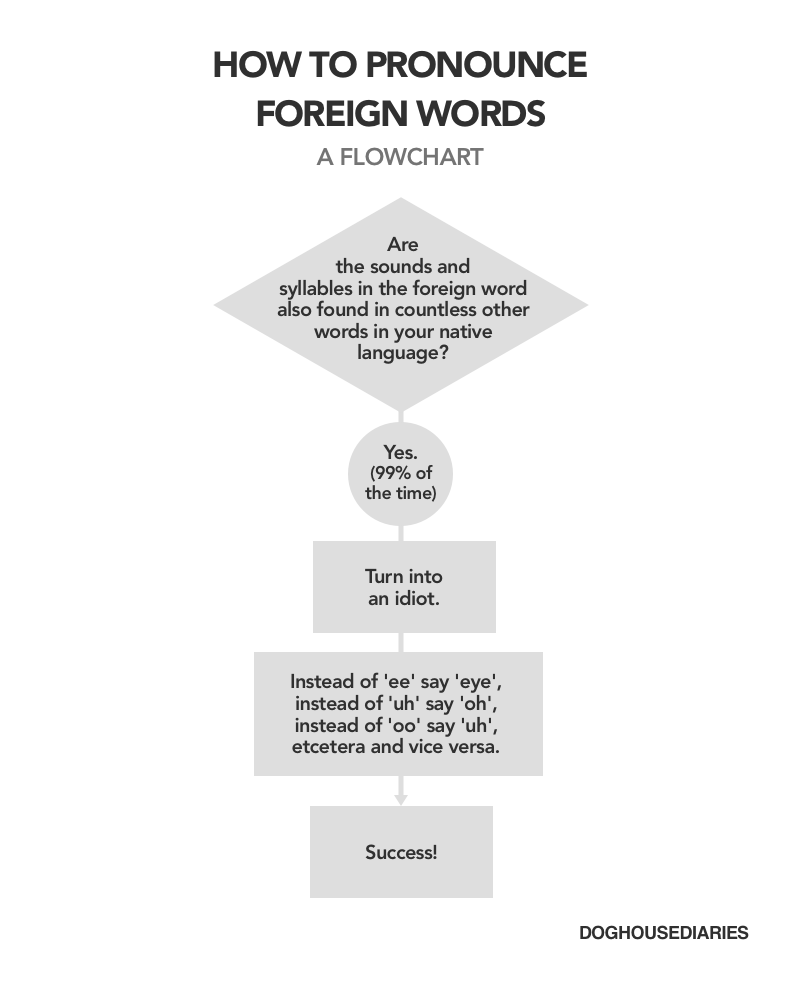 HOW TO PRONOUNCE
FOREIGN WORDS
A FLOWCHART
Are
the sounds and
syllables in the foreign word
also found in countless other
words in your native
language?
Yes.
(99% of
the time)
Turn into
an idiot.
Instead of 'ee' say 'eye',
instead of 'uh' say 'oh',
instead of 'oo' say 'uh',
etcetera and vice versa.
Success!
DOGHOUSEDIARIES